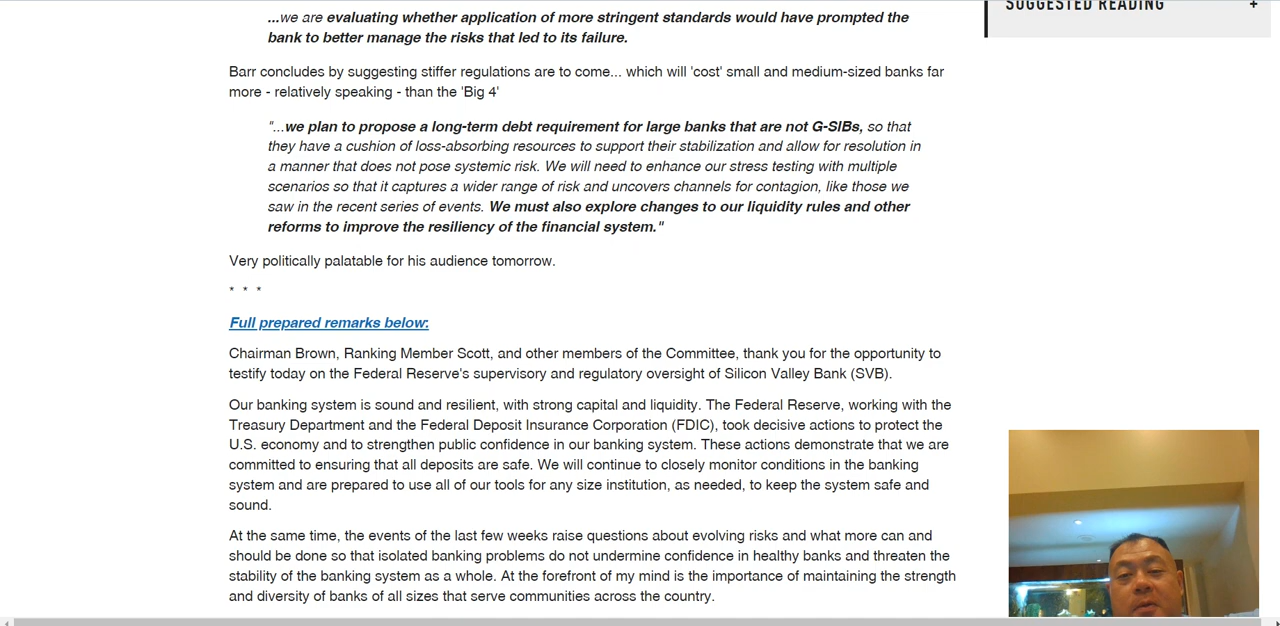 SUGGESTED READING +
...we are evaluating whether application of more stringent standards would have prompted the
bank to better manage the risks that led to its failure.
Barr concludes by suggesting stiffer regulations are to come... which will 'cost' small and medium-sized banks far
more - relatively speaking - than the 'Big 4'
"...we plan to propose a long-term debt requirement for large banks that are not G-SIBs, so that
they have a cushion of loss-absorbing resources to support their stabilization and allow for resolution in
a manner that does not pose systemic risk. We will need to enhance our stress testing with multiple
scenarios so that it captures a wider range of risk and uncovers channels for contagion, like those we
saw in the recent series of events. We must also explore changes to our liquidity rules and other
reforms to improve the resiliency of the financial system."
Very politically palatable for his audience tomorrow.
* * *
Full prepared remarks below:
Chairman Brown, Ranking Member Scott, and other members of the Committee, thank you for the opportunity to
testify today on the Federal Reserve's supervisory and regulatory oversight of Silicon Valley Bank (SVB).
Our banking system is sound and resilient, with strong capital and liquidity. The Federal Reserve, working with the
Treasury Department and the Federal Deposit Insurance Corporation (FDIC), took decisive actions to protect the
U.S. economy and to strengthen public confidence in our banking system. These actions demonstrate that we are
committed to ensuring that all deposits are safe. We will continue to closely monitor conditions in the banking
system and are prepared to use all of our tools for any size institution, as needed, to keep the system safe and
sound.
At the same time, the events of the last few weeks raise questions about evolving risks and what more can and
should be done so that isolated banking problems do not undermine confidence in healthy banks and threaten the
stability of the banking system as a whole. At the forefront of my mind is the importance of maintaining the strength
and diversity of banks of all sizes that serve communities across the country.